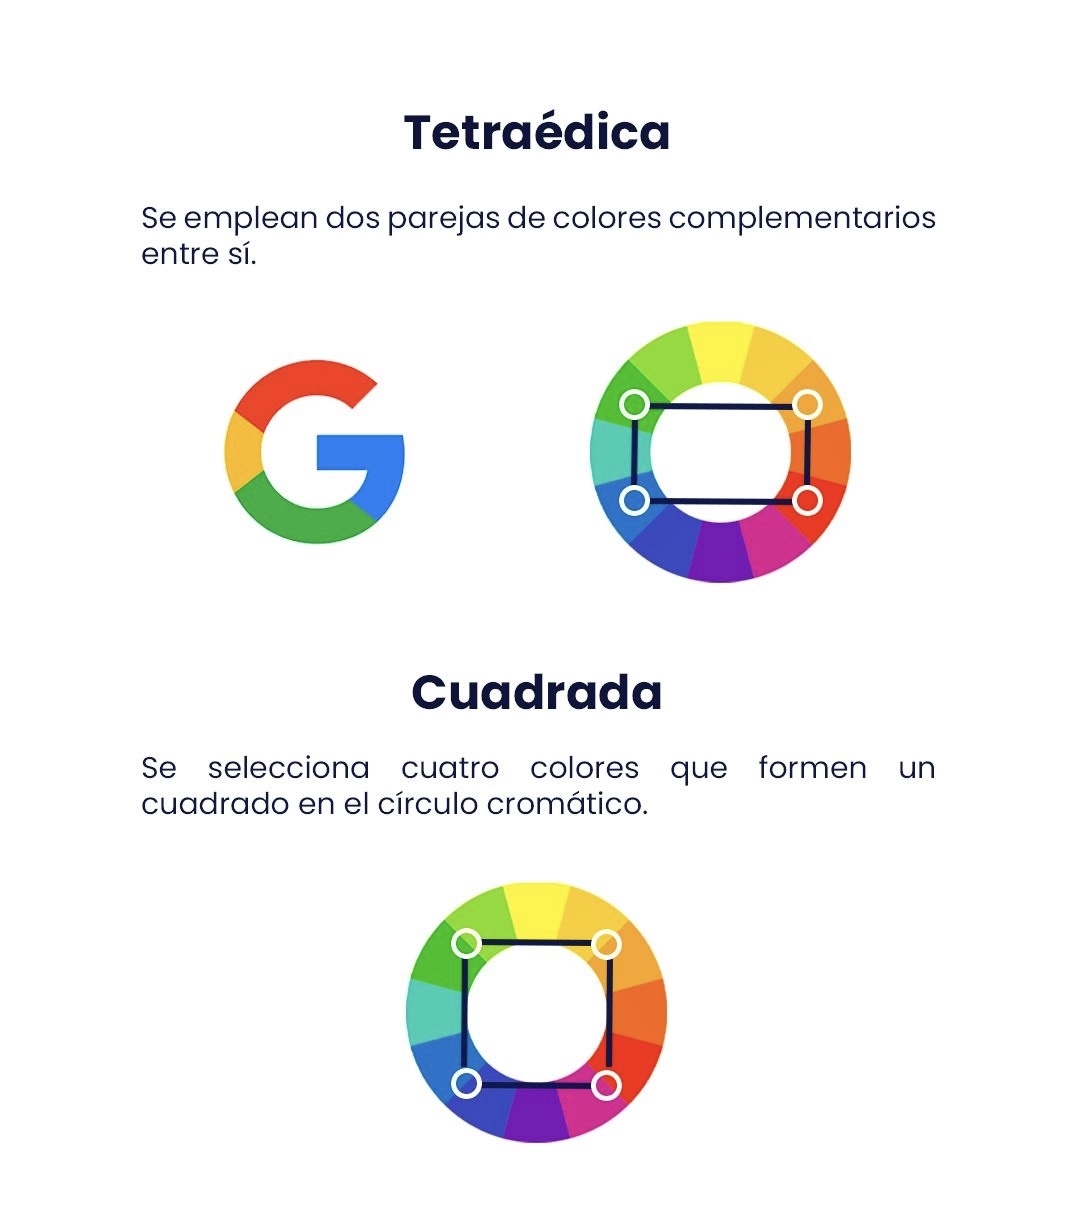 Tetraédica
Se emplean dos parejas de colores complementarios
entre sí.
Cuadrada
Se selecciona cuatro colores que formen un
cuadrado en el círculo cromático.